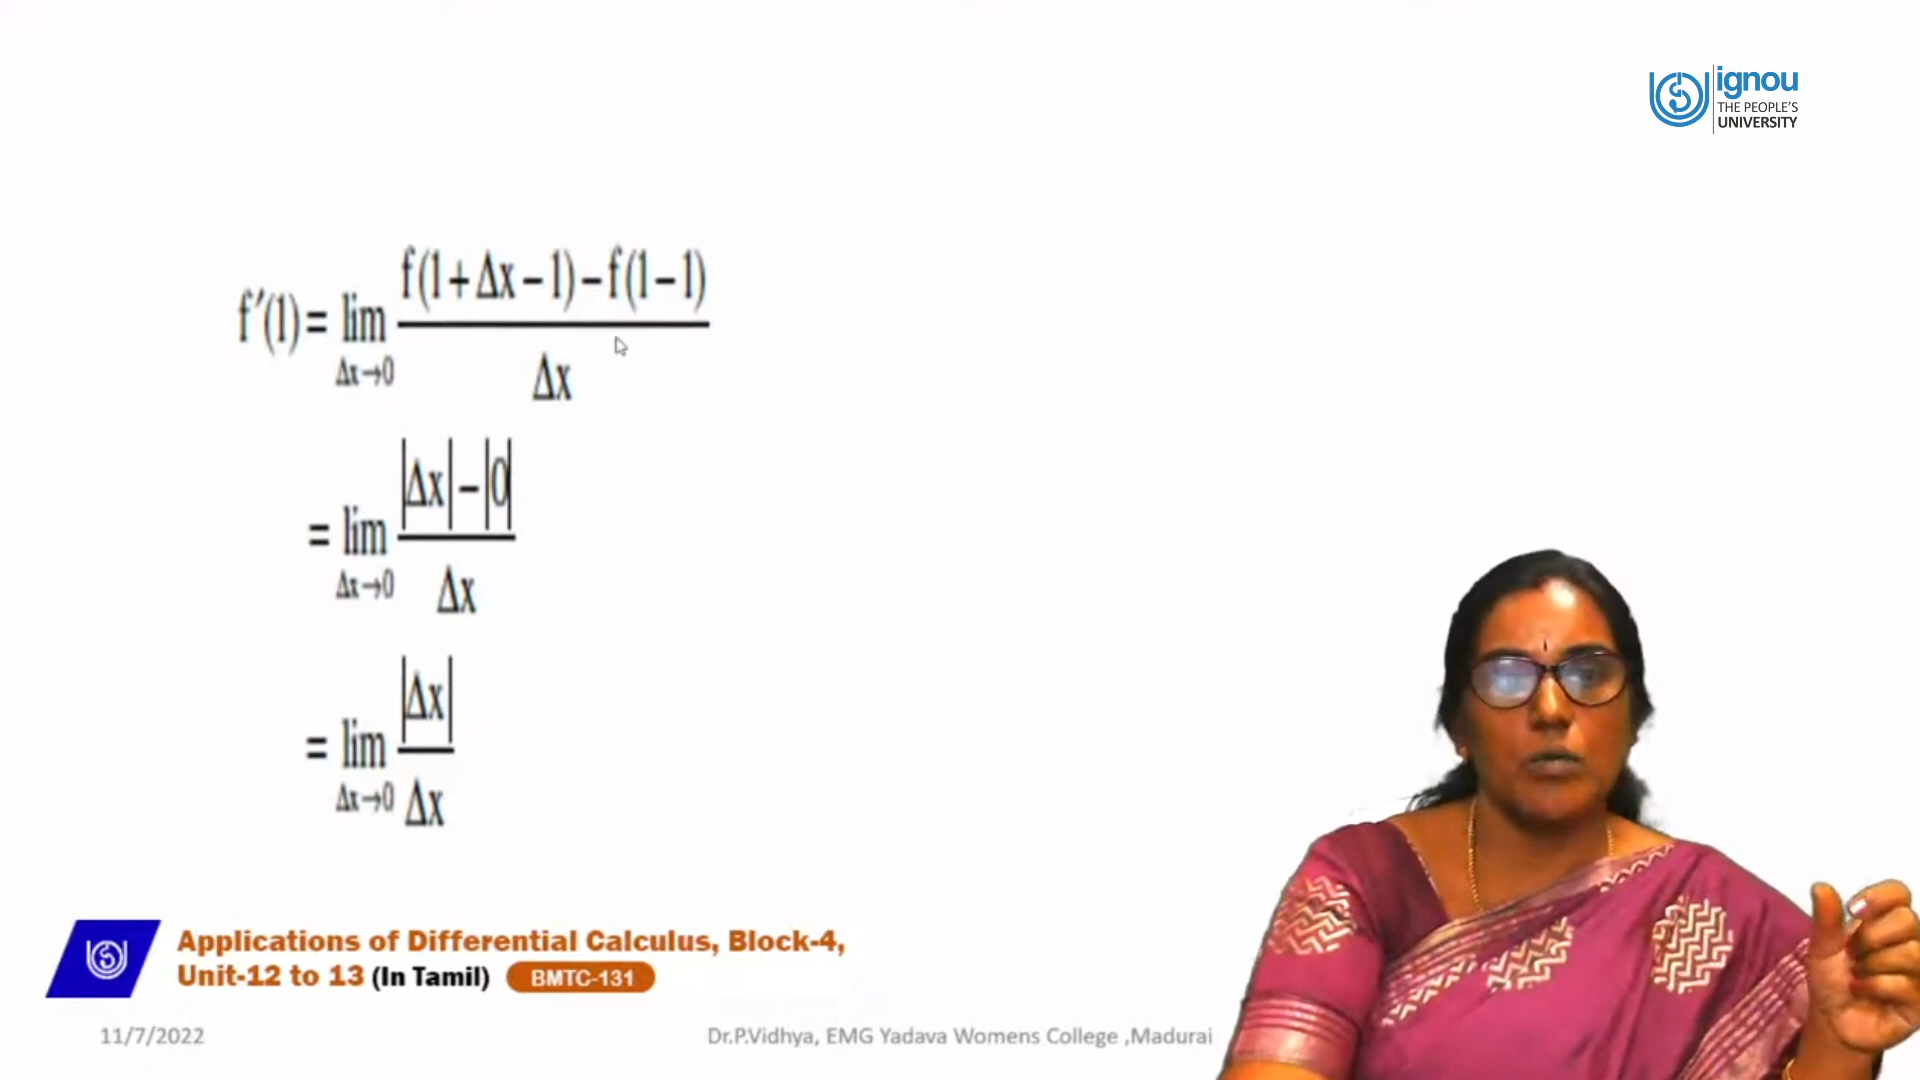 ignou
THE PEOPLE'S
UNIVERSITY
f′(1) = lim Δx→0 (f(1+Δx−1)−f(1−1)) / Δx
= lim Δx→0 (|Δx|−|0|) / Δx
= lim Δx→0 |Δx| / Δx
Applications of Differential Calculus, Block-4,
Unit-12 to 13 (In Tamil) BMTC-131
11/7/2022
Dr.P.Vidhya, EMG Yadava Womens College ,Madurai